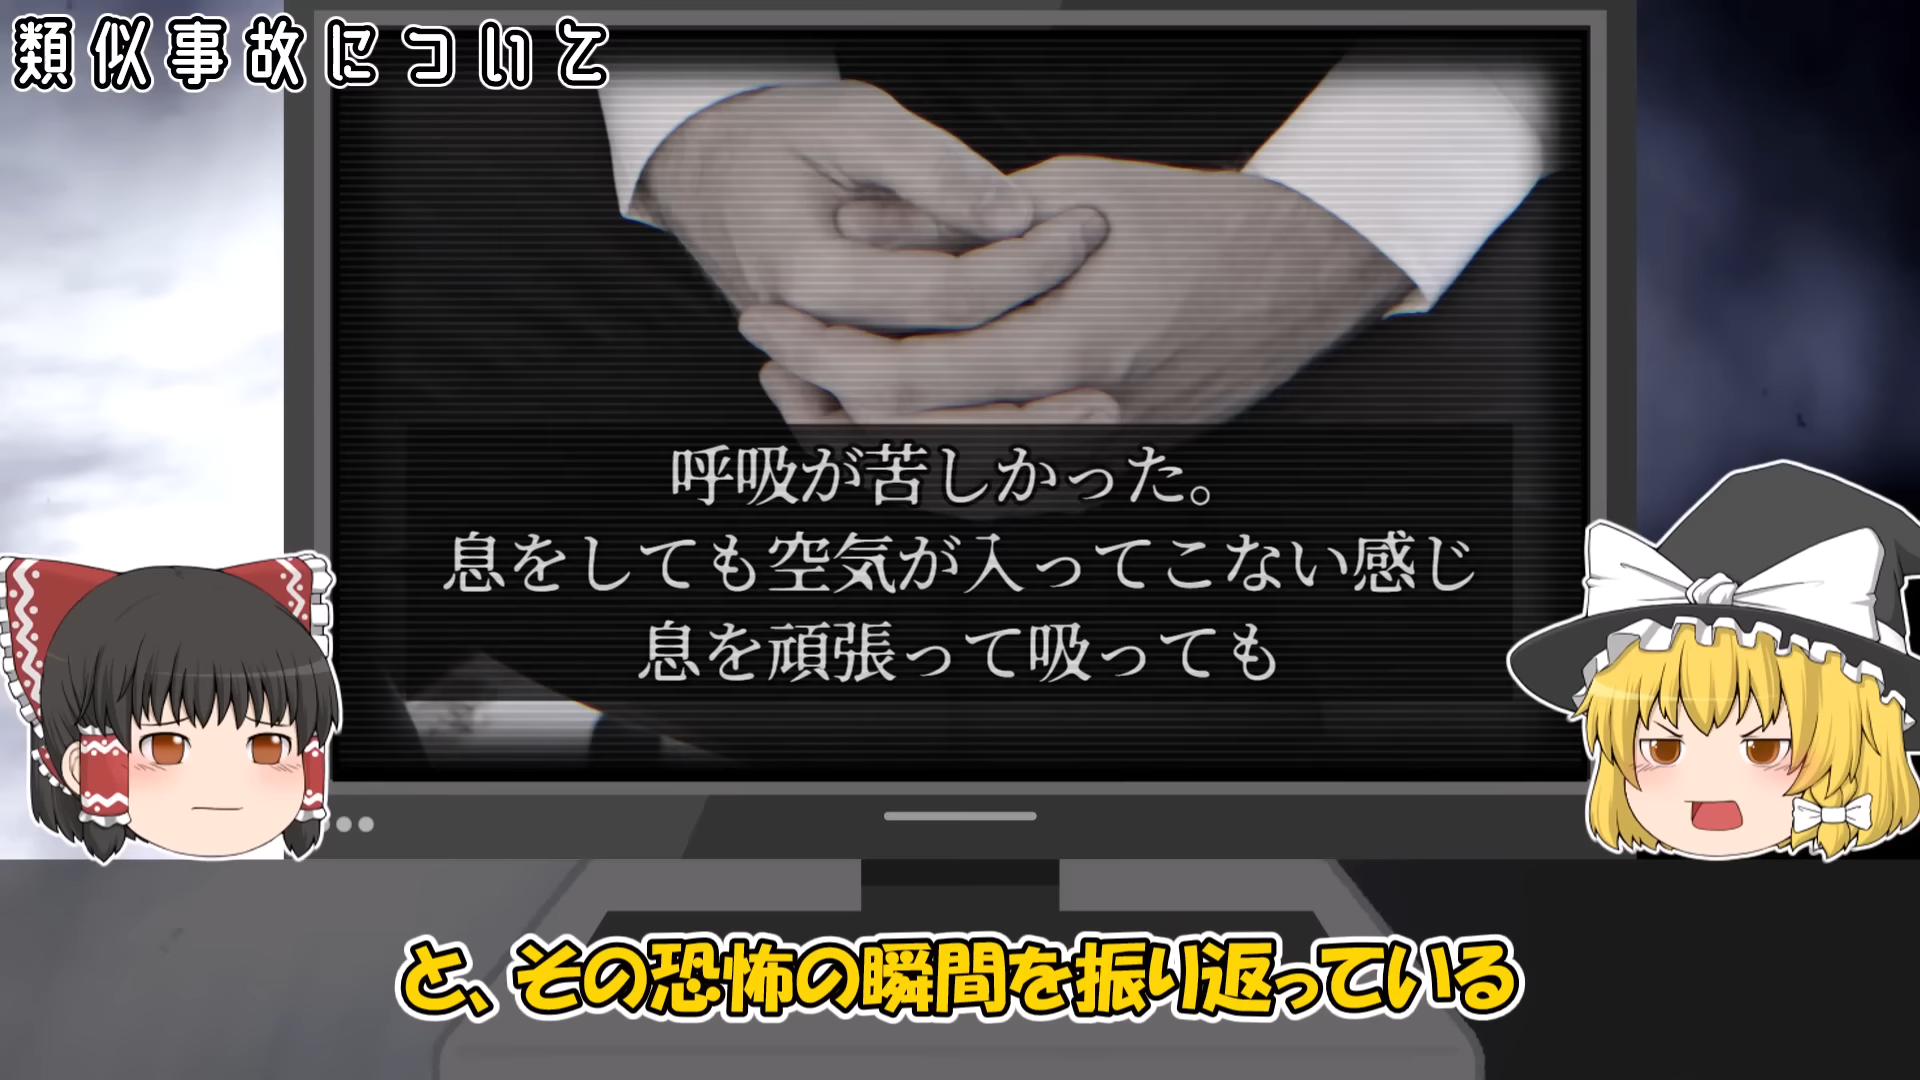 類似事故について
呼吸が苦しかった。
息をしても空気が入ってこない感じ
息を頑張って吸っても
と、その恐怖の瞬間を振り返っている